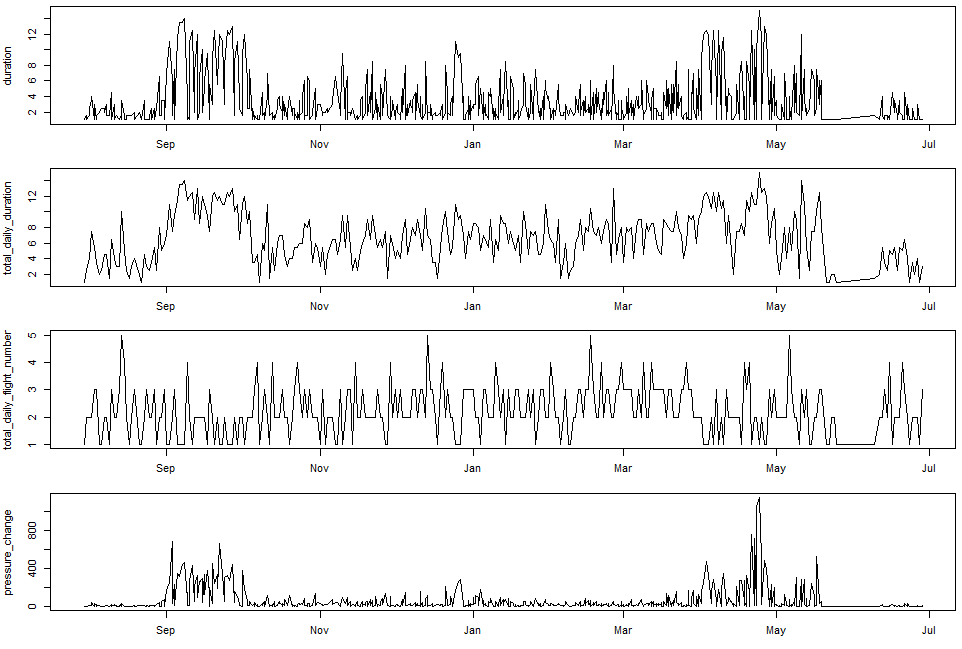 duration
2 4 6 8 12
Sep Nov Jan Mar May Jul
total_daily_duration
2 4 6 8 12
Sep Nov Jan Mar May Jul
total_daily_flight_number
1 2 3 4 5
Sep Nov Jan Mar May Jul
pressure_change
0 400 800
Sep Nov Jan Mar May Jul